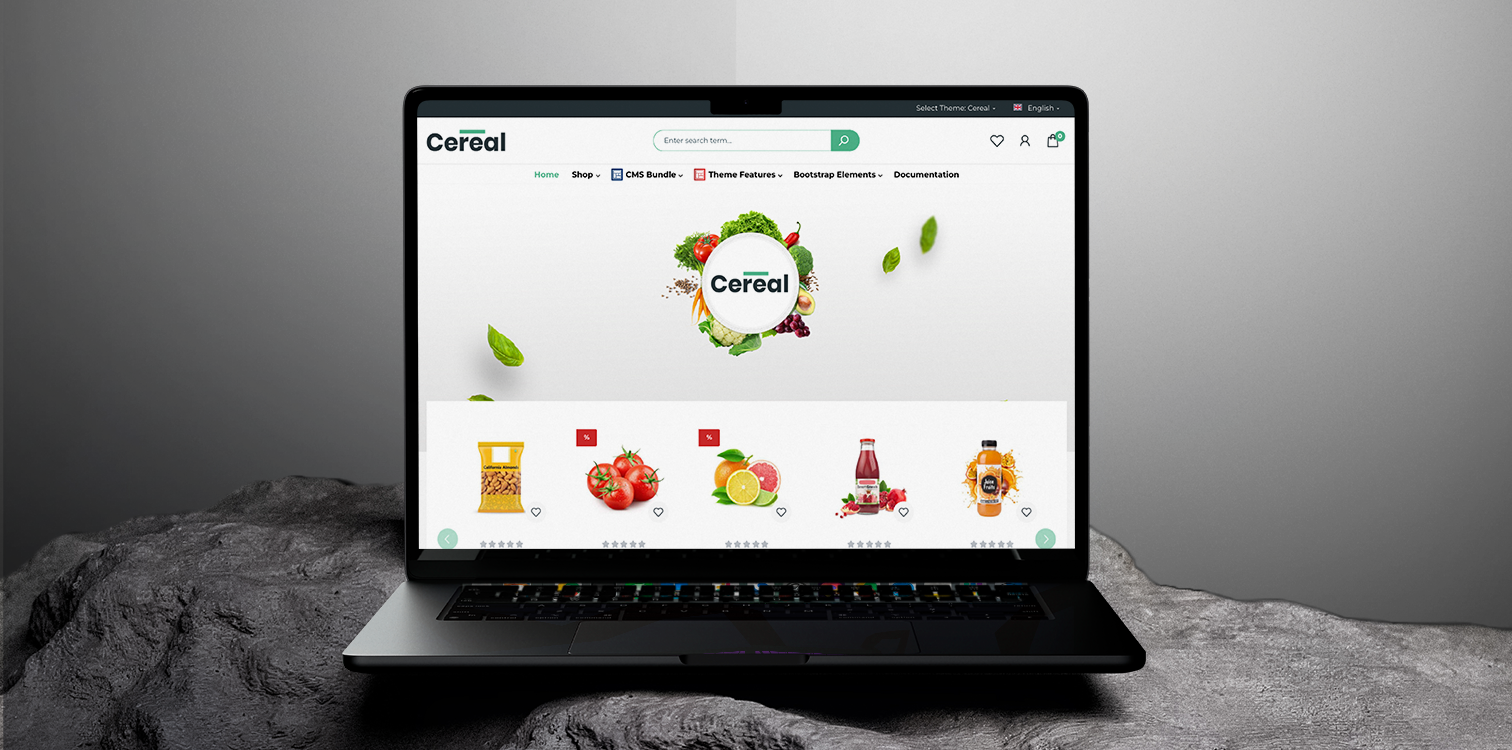 Select Theme: Cereal
English
Cereal
Enter search term...
0
Home Shop CMS Bundle Theme Features Bootstrap Elements Documentation
Cereal
%
%
California Almonds
Juice
Fruits